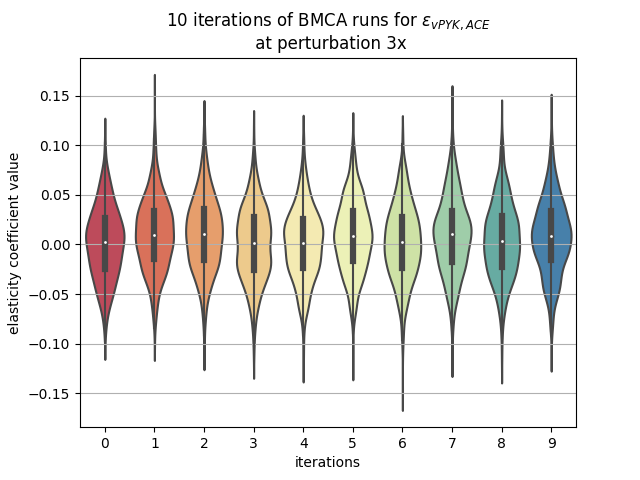 10 iterations of BMCA runs for ε_{vPYK, ACE}
at perturbation 3x
elasticity coefficient value
0.15
0.10
0.05
0.00
−0.05
−0.10
−0.15
0 1 2 3 4 5 6 7 8 9
iterations